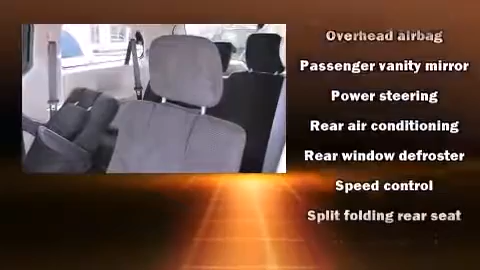 Overhead airbag
Passenger vanity mirror
Power steering
Rear air conditioning
Rear window defroster
Speed control
Split folding rear seat